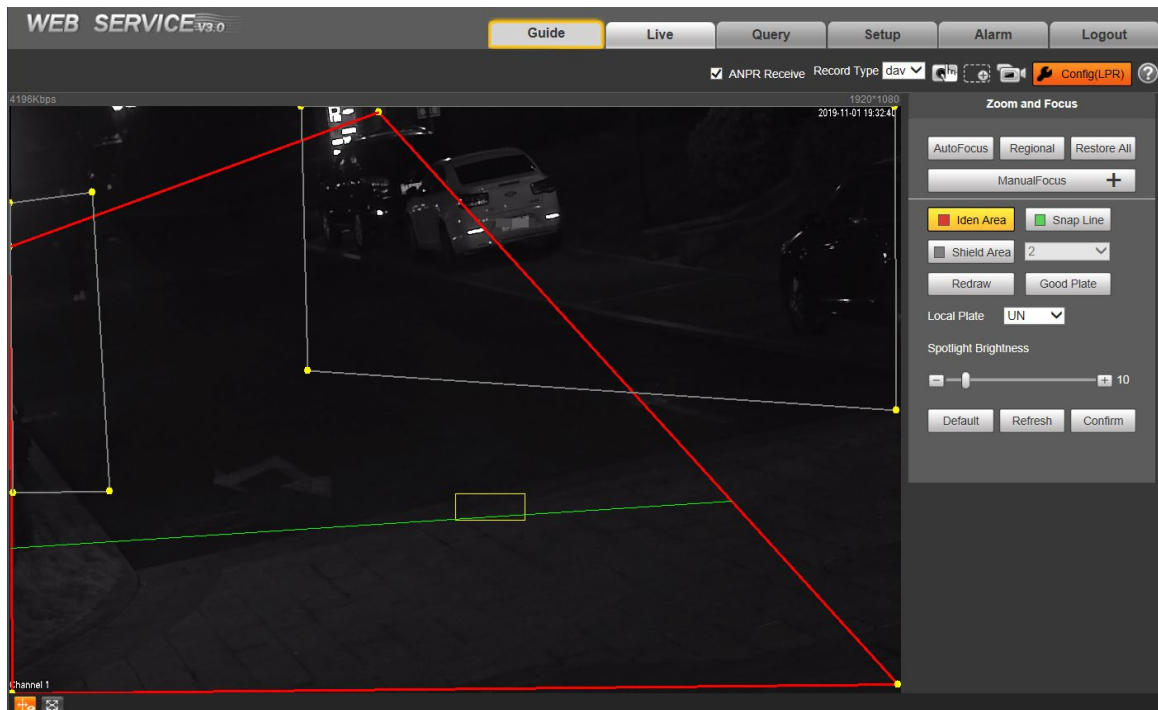 WEB SERVICE V3.0
Guide
Live
Query
Setup
Alarm
Logout
ANPR Receive
Record Type dav
Config(LPR)
4196Kbps
1920*1080
2019-11-01 19:32:40
Zoom and Focus
AutoFocus
Regional
Restore All
ManualFocus +
Iden Area
Snap Line
Shield Area
2
Redraw
Good Plate
Local Plate UN
Spotlight Brightness
10
Default
Refresh
Confirm
Channel 1